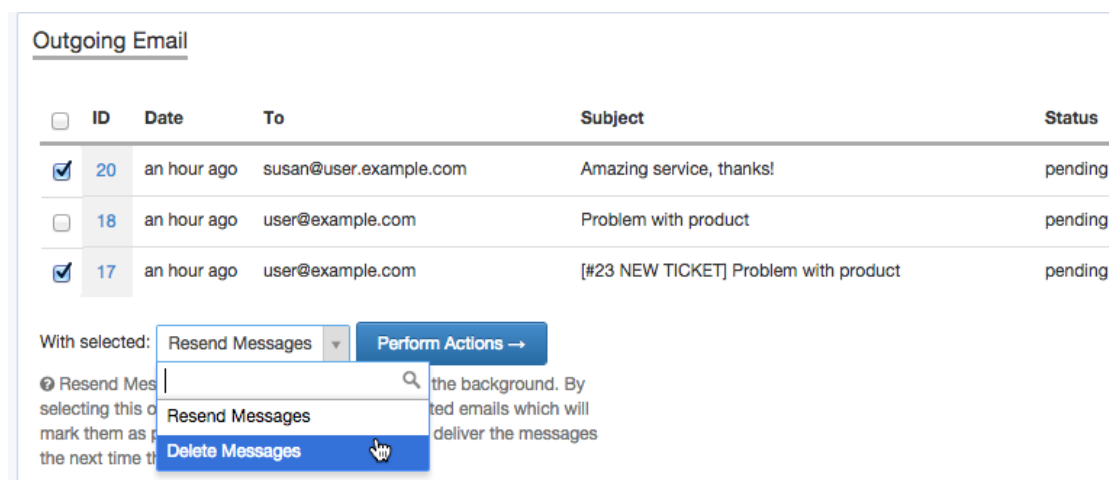 Outgoing Email
ID Date To Subject Status
20 an hour ago susan@user.example.com Amazing service, thanks! pending
18 an hour ago user@example.com Problem with product pending
17 an hour ago user@example.com [#23 NEW TICKET] Problem with product pending
With selected: Resend Messages Perform Actions →
Resend the background. By
selecting this ted emails which will
mark them as deliver the messages
the next time
Resend Messages
Delete Messages